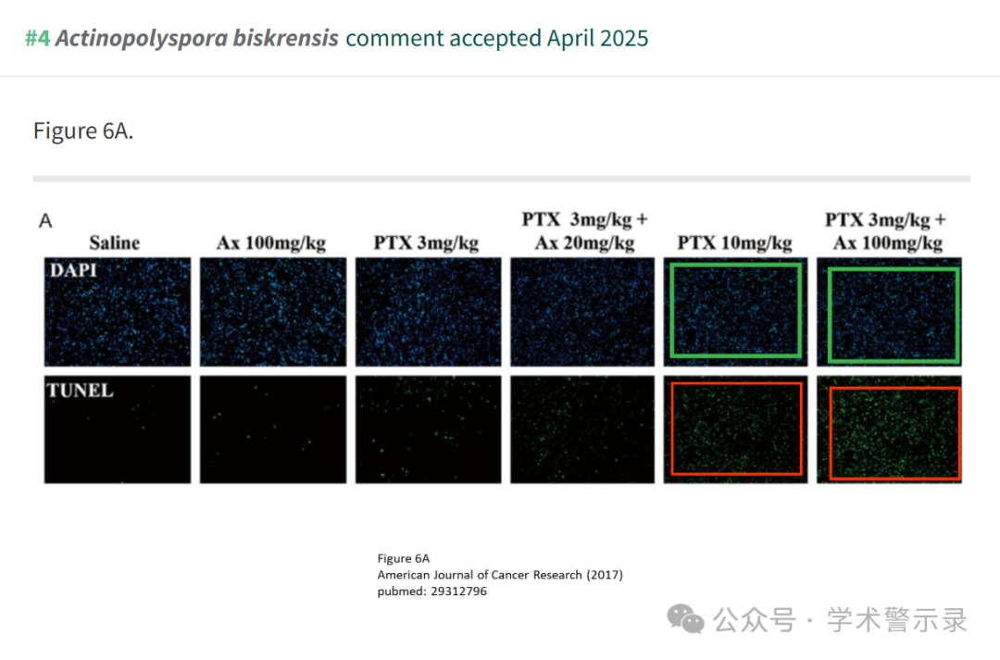 #4 Actinopolyspora biskrensis comment accepted April 2025
Figure 6A.
A
Saline
Ax 100mg/kg
PTX 3mg/kg
PTX 3mg/kg +
Ax 20mg/kg
PTX 10mg/kg
PTX 3mg/kg +
Ax 100mg/kg
DAPI
TUNEL
Figure 6A
American Journal of Cancer Research (2017)
pubmed: 29312796
公众号 · 学术警示录